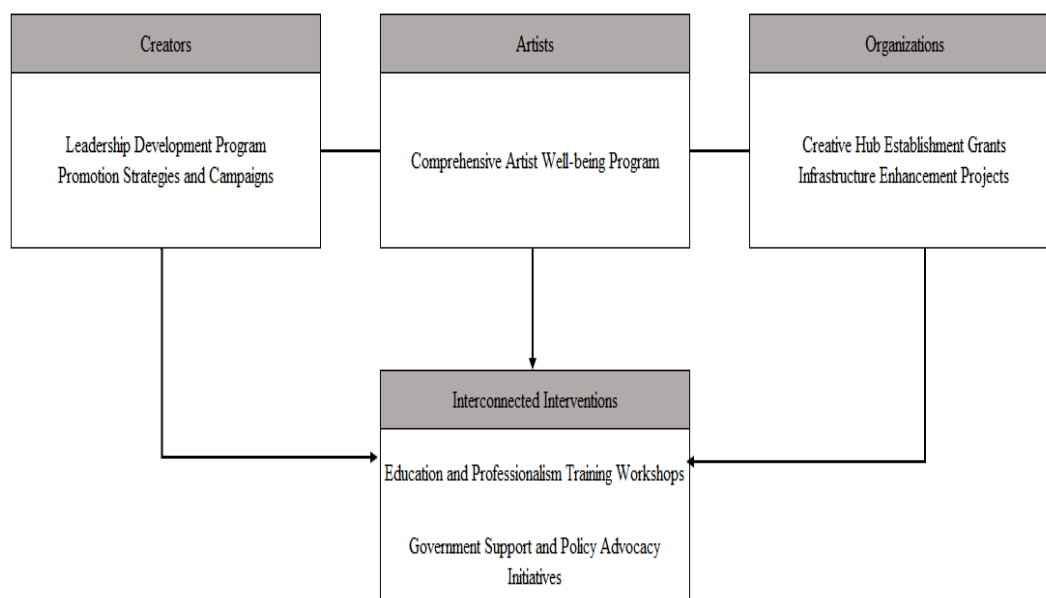 Creators
Artists
Organizations
Leadership Development Program
Promotion Strategies and Campaigns
Comprehensive Artist Well-being Program
Creative Hub Establishment Grants
Infrastructure Enhancement Projects
Interconnected Interventions
Education and Professionalism Training Workshops
Government Support and Policy Advocacy
Initiatives